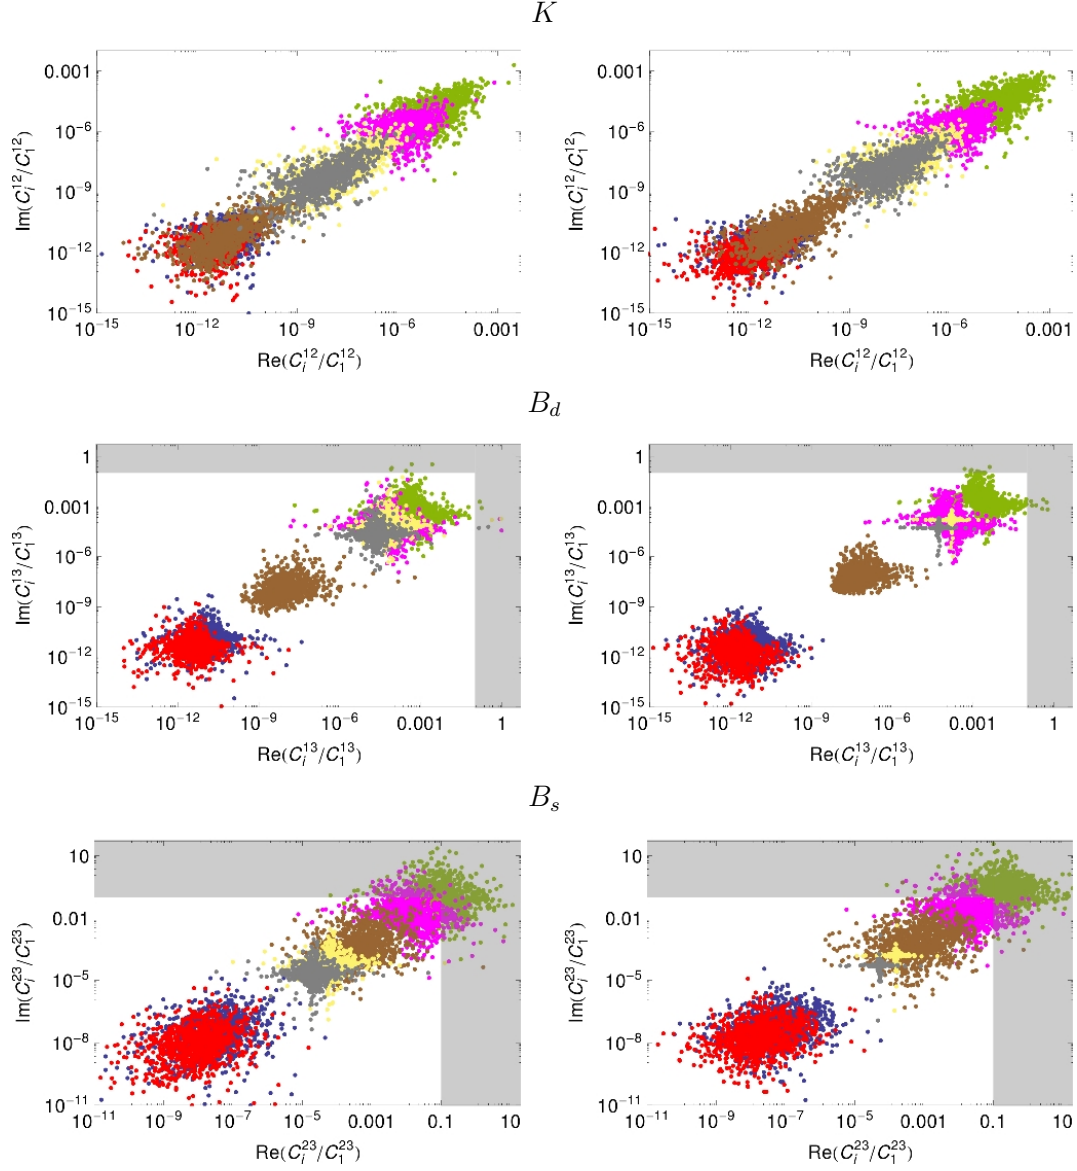 K
0.001
10⁻⁶
10⁻⁹
10⁻¹²
10⁻¹⁵
Im(C_i^12/C_1^12)
10⁻¹⁵ 10⁻¹² 10⁻⁹ 10⁻⁶ 0.001
Re(C_i^12/C_1^12)
0.001
10⁻⁶
10⁻⁹
10⁻¹²
10⁻¹⁵
Im(C_i^12/C_1^12)
10⁻¹⁵ 10⁻¹² 10⁻⁹ 10⁻⁶ 0.001
Re(C_i^12/C_1^12)
B_d
1
0.001
10⁻⁶
10⁻⁹
10⁻¹²
10⁻¹⁵
Im(C_i^13/C_1^13)
10⁻¹⁵ 10⁻¹² 10⁻⁹ 10⁻⁶ 0.001 1
Re(C_i^13/C_1^13)
1
0.001
10⁻⁶
10⁻⁹
10⁻¹²
10⁻¹⁵
Im(C_i^13/C_1^13)
10⁻¹⁵ 10⁻¹² 10⁻⁹ 10⁻⁶ 0.001 1
Re(C_i^13/C_1^13)
B_s
10
0.01
10⁻⁵
10⁻⁸
10⁻¹¹
Im(C_i^23/C_1^23)
10⁻¹¹ 10⁻⁹ 10⁻⁷ 10⁻⁵ 0.001 0.1 10
Re(C_i^23/C_1^23)
10
0.01
10⁻⁵
10⁻⁸
10⁻¹¹
Im(C_i^23/C_1^23)
10⁻¹¹ 10⁻⁹ 10⁻⁷ 10⁻⁵ 0.001 0.1 10
Re(C_i^23/C_1^23)